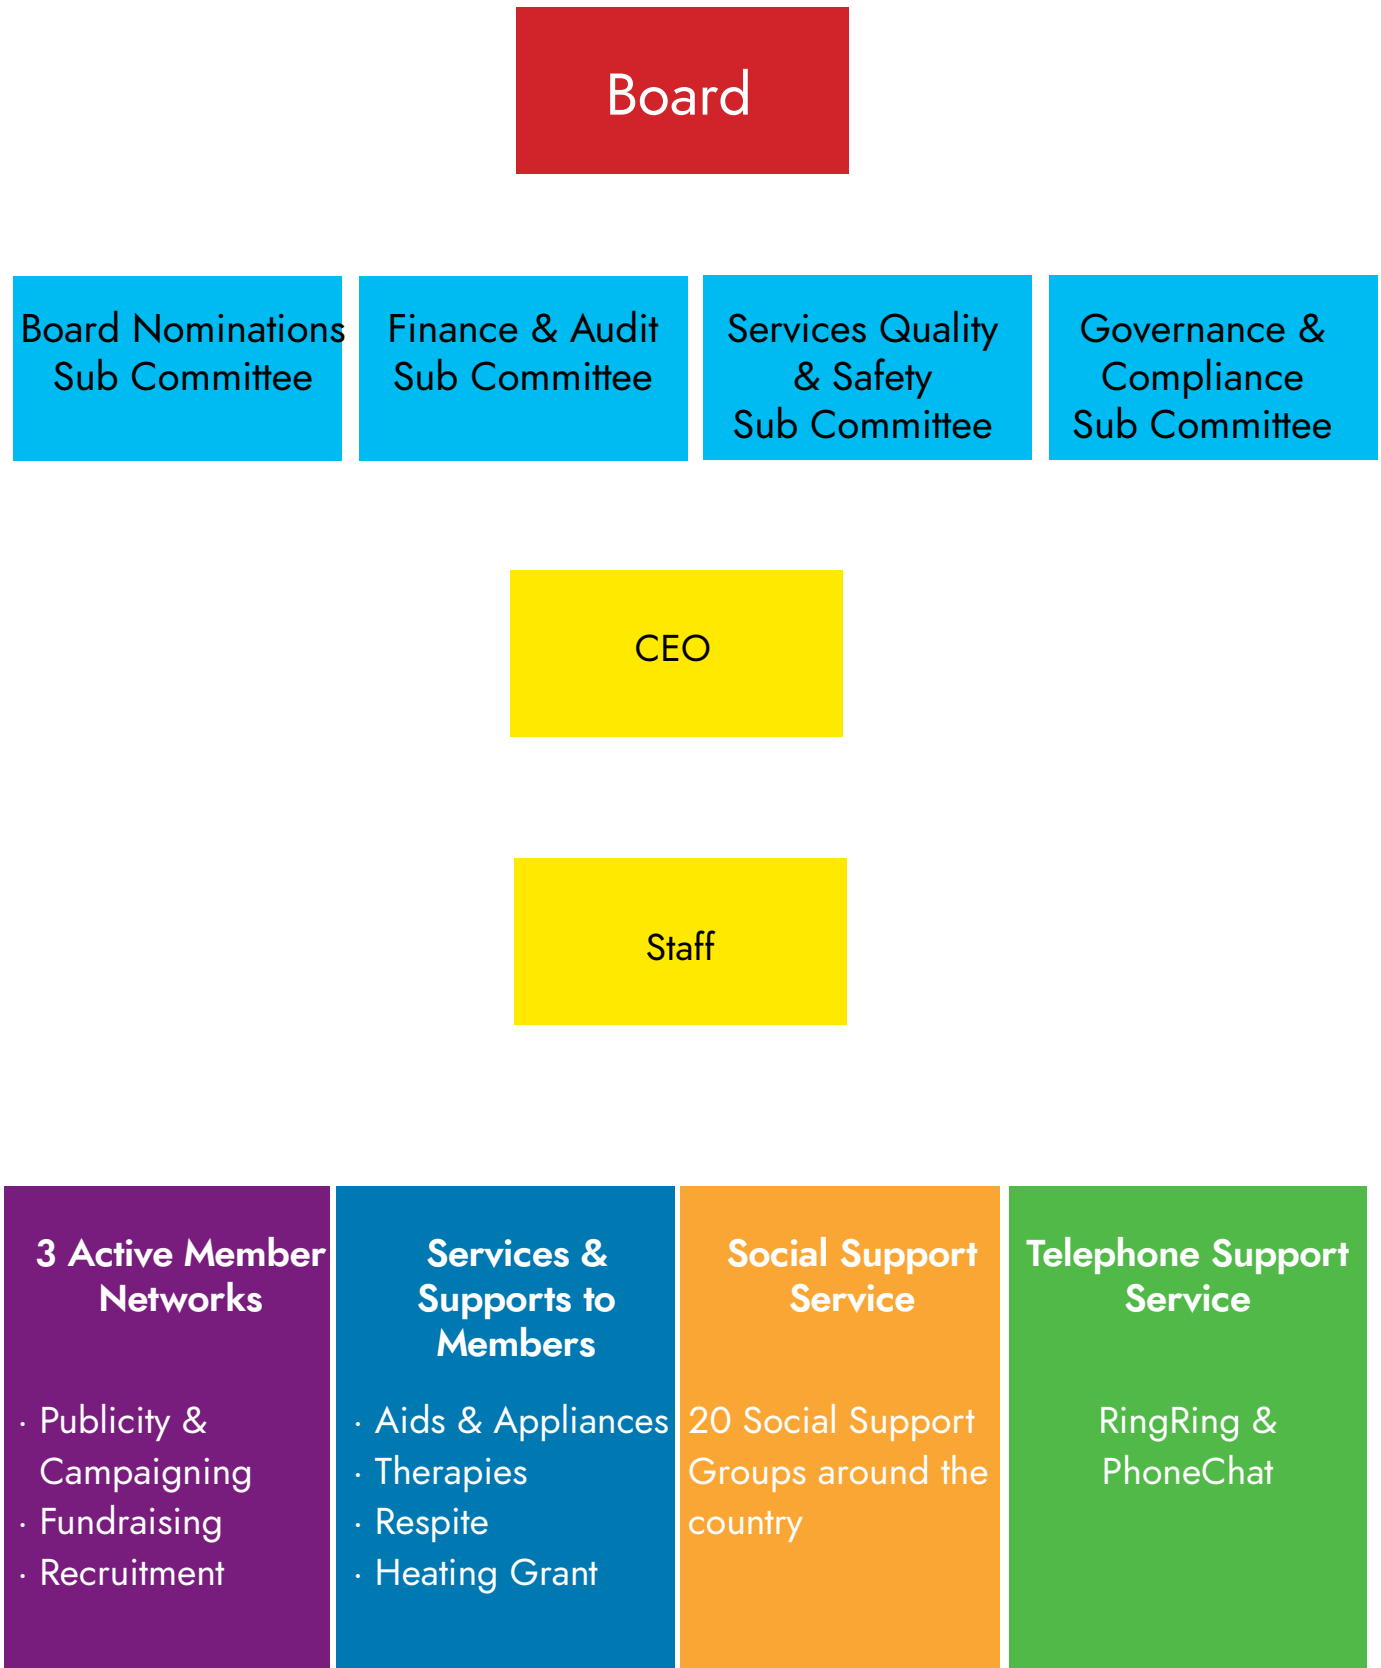 Board
Board Nominations
Sub Committee
Finance & Audit
Sub Committee
Services Quality
& Safety
Sub Committee
Governance &
Compliance
Sub Committee
CEO
Staff
3 Active Member
Networks
· Publicity &
Campaigning
· Fundraising
· Recruitment
Services &
Supports to
Members
· Aids & Appliances
· Therapies
· Respite
· Heating Grant
Social Support
Service
20 Social Support
Groups around the
country
Telephone Support
Service
RingRing &
PhoneChat